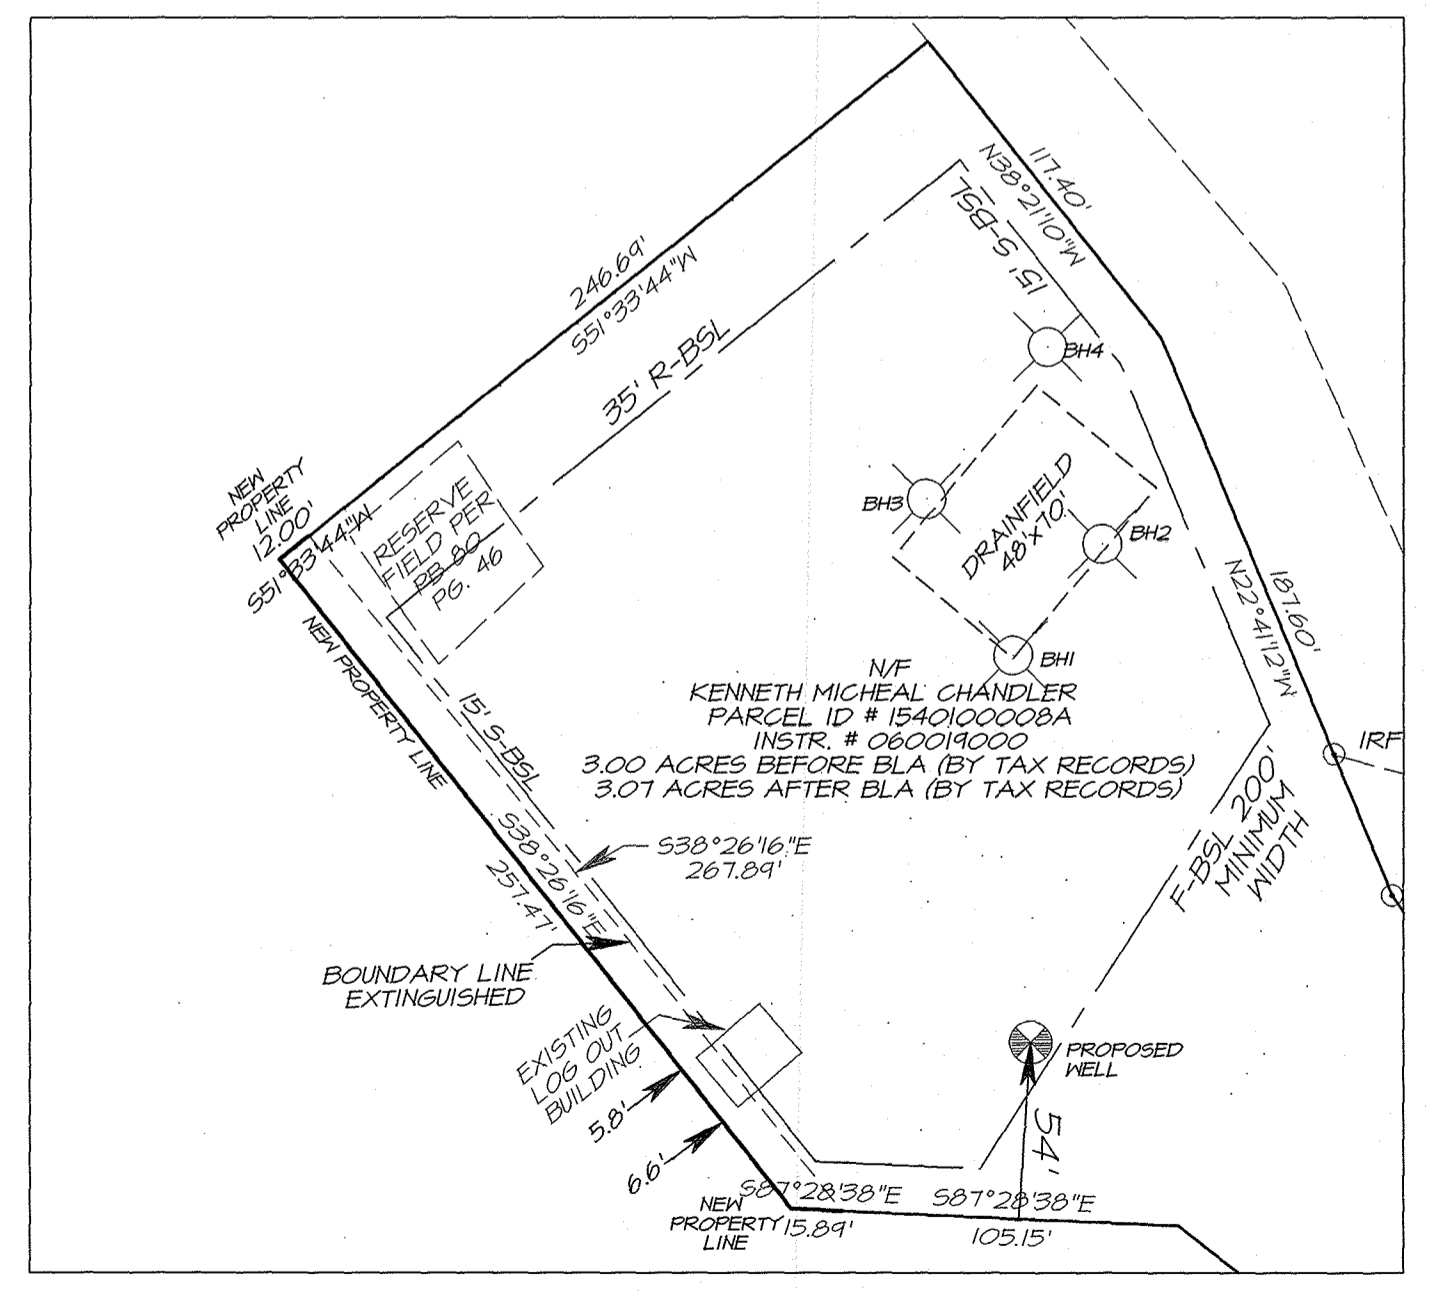 117.40'
N38°21'10"W
15' S-BSL
246.69'
S51°33'44"W
35' R-BSL
BH4
NEW
PROPERTY
LINE
12.00'
S51°33'44"W
RESERVE
FIELD PER
PB 80
PG. 46
BH3
DRAINFIELD
48'x70'
BH2
BH1
187.60'
N22°41'12"W
NEW PROPERTY LINE
N/F
KENNETH MICHEAL CHANDLER
PARCEL ID # 1540100008A
INSTR. # 060019000
3.00 ACRES BEFORE BLA (BY TAX RECORDS)
3.07 ACRES AFTER BLA (BY TAX RECORDS)
IRF
15' S-BSL
F-BSL 200'
MINIMUM
WIDTH
S38°26'16"E
267.89'
S38°26'16"E
257.47'
BOUNDARY LINE
EXTINGUISHED
EXISTING
LOG OUT
BUILDING
5.8'
6.6'
PROPOSED
WELL
54'
S87°28'38"E
S87°28'38"E
NEW
PROPERTY
LINE
15.89'
105.15'